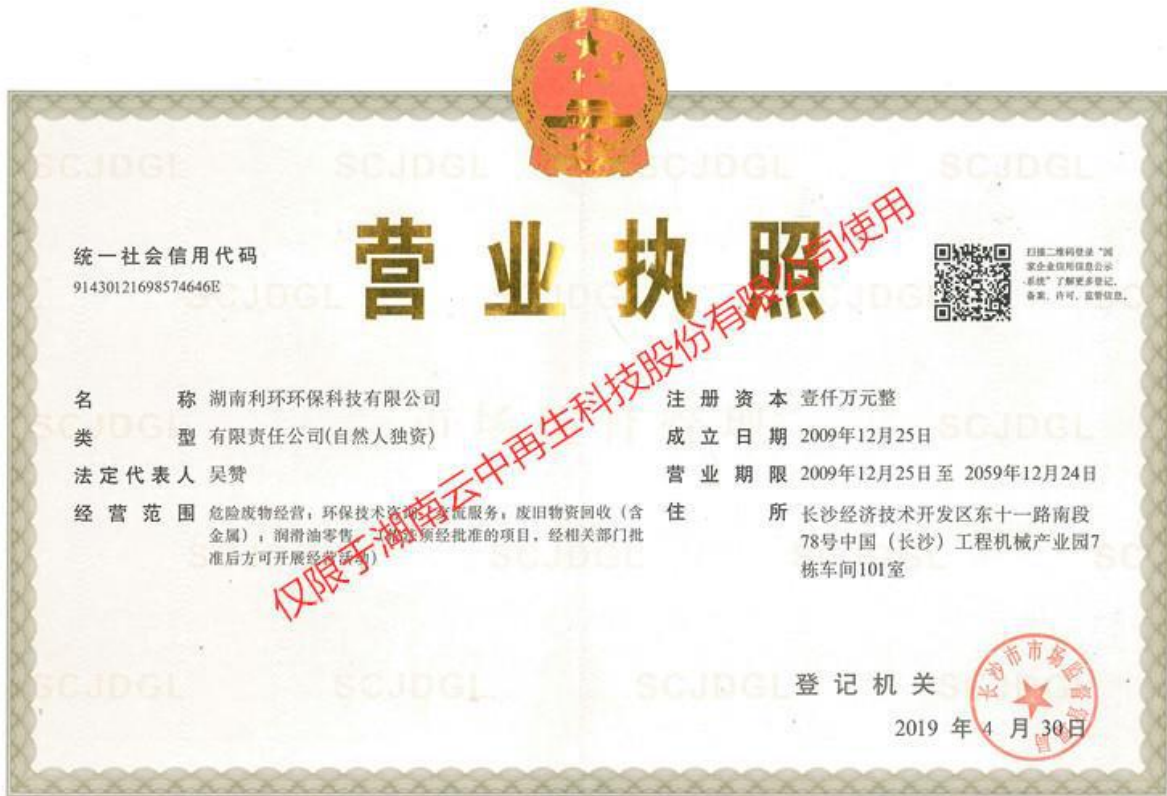 营业执照
统一社会信用代码
91430121698574646E
扫描二维码登录“国
家企业信用信息公示
系统”了解更多登记、
备案、许可、监管信息。
名称 湖南利环环保科技有限公司
类型 有限责任公司(自然人独资)
法定代表人 吴赞
经营范围 危险废物经营;环保技术咨询、交流服务;废旧物资回收(含
金属);润滑油零售。(依法须经批准的项目,经相关部门批
准后方可开展经营活动)
注册资本 壹仟万元整
成立日期 2009年12月25日
营业期限 2009年12月25日至 2059年12月24日
住所 长沙经济技术开发区东十一路南段
78号中国(长沙)工程机械产业园7
栋车间101室
仅限于湖南云中再生科技股份有限公司使用
登记机关
2019 年 4 月 30日
长沙市市场监督管理局
SCJDGL